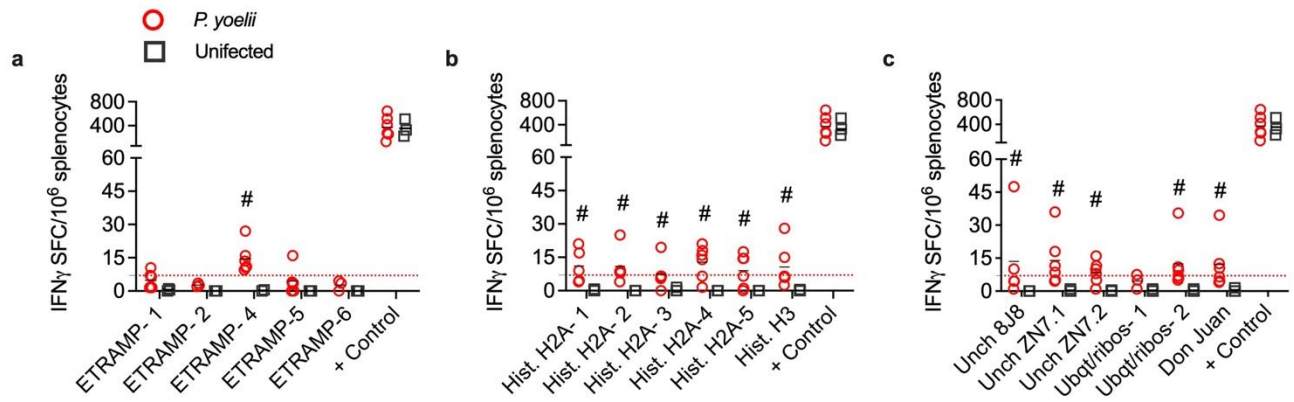 P. yoelii
Unifected
a
IFNγ SFC/10⁶ splenocytes
800
400
60
45
30
15
0
#
ETRAMP- 1
ETRAMP- 2
ETRAMP- 4
ETRAMP-5
ETRAMP-6
+ Control
b
IFNγ SFC/10⁶ splenocytes
800
400
60
45
30
15
0
# # # # # #
Hist. H2A- 1
Hist. H2A- 2
Hist. H2A- 3
Hist. H2A-4
Hist. H2A-5
Hist. H3
+ Control
c
IFNγ SFC/10⁶ splenocytes
800
400
60
45
30
15
0
# # # # #
Unch 8J8
Unch ZN7.1
Unch ZN7.2
Ubqt/ribos- 1
Ubqt/ribos- 2
Don Juan
+ Control